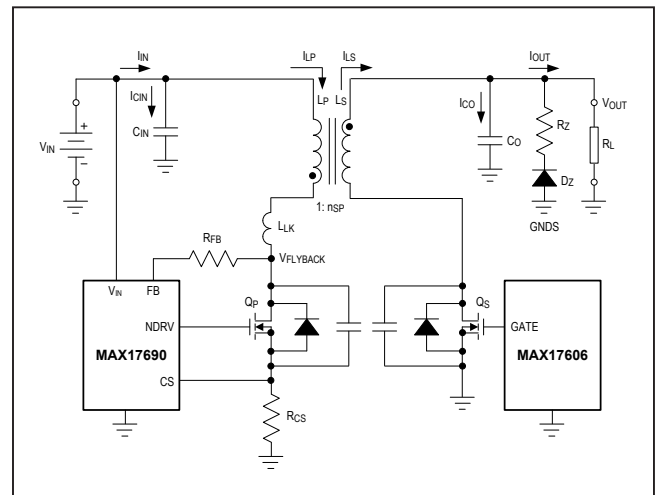 IIN
ILP
ILS
IOUT
ICIN
LP
LS
ICO
VOUT
VIN
+
−
CIN
CO
RZ
RL
DZ
GNDS
1: nSP
LLK
RFB
VFLYBACK
VIN
FB
QP
QS
NDRV
GATE
MAX17690
MAX17606
CS
RCS